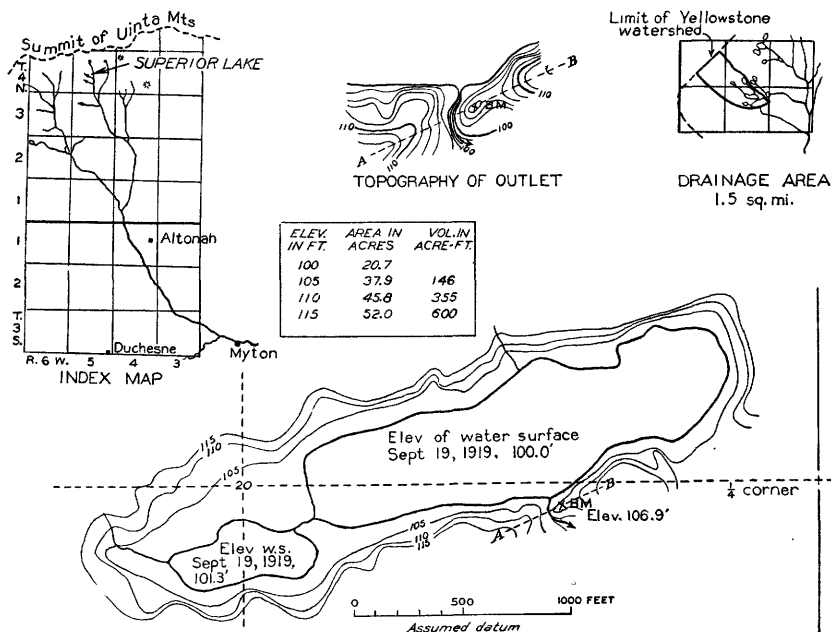 Summit of Uinta Mts
SUPERIOR LAKE
T.
4
N.
3
2
1
1
2
T.
3
S.
Altonah
Duchesne
Myton
R. 6 W. 5 4 3
INDEX MAP
110
A
110
BM
100
100
B
110
TOPOGRAPHY OF OUTLET
Limit of Yellowstone
watershed
DRAINAGE AREA
1.5 sq. mi.
ELEV. IN FT. AREA IN ACRES VOL. IN ACRE-FT.
100 20.7
105 37.9 146
110 45.8 355
115 52.0 600
115
110
105
Elev of water surface
Sept 19, 1919. 100.0'
20
1/4 corner
B
BM
Elev. 106.9'
A
105
110
115
Elev w.s.
Sept 19, 1919,
101.3'
0 500 1000 FEET
Assumed datum